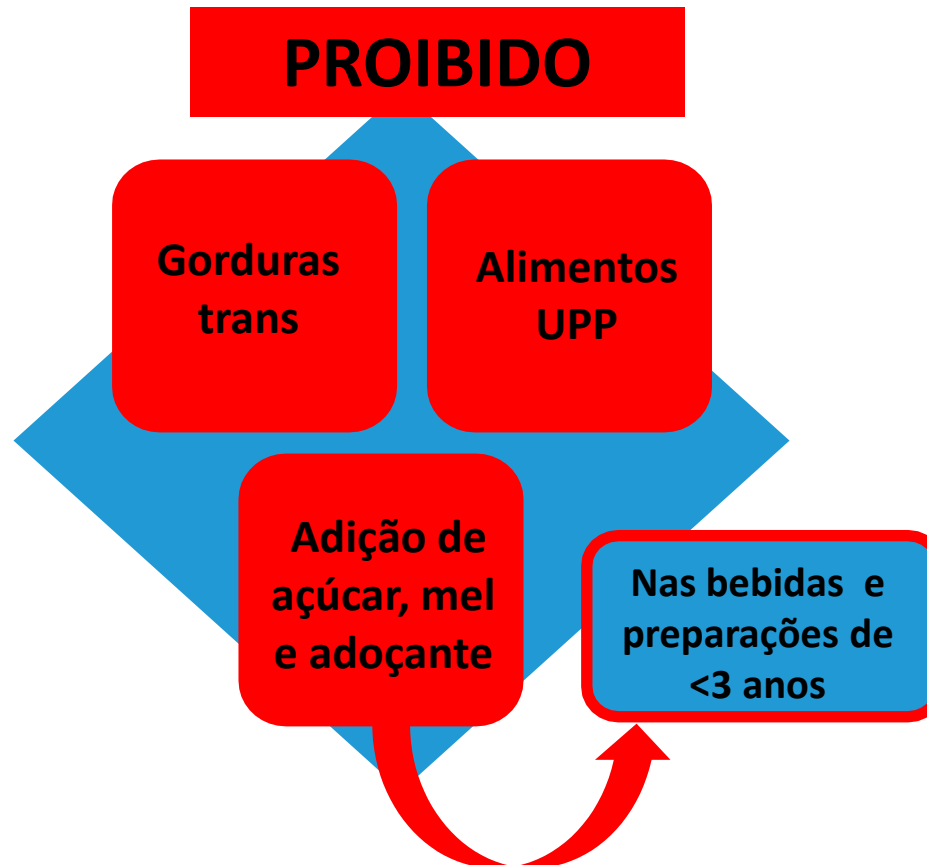 PROIBIDO
Gorduras
trans
Alimentos
UPP
Adição de
açúcar, mel
e adoçante
Nas bebidas e
preparações de
<3 anos